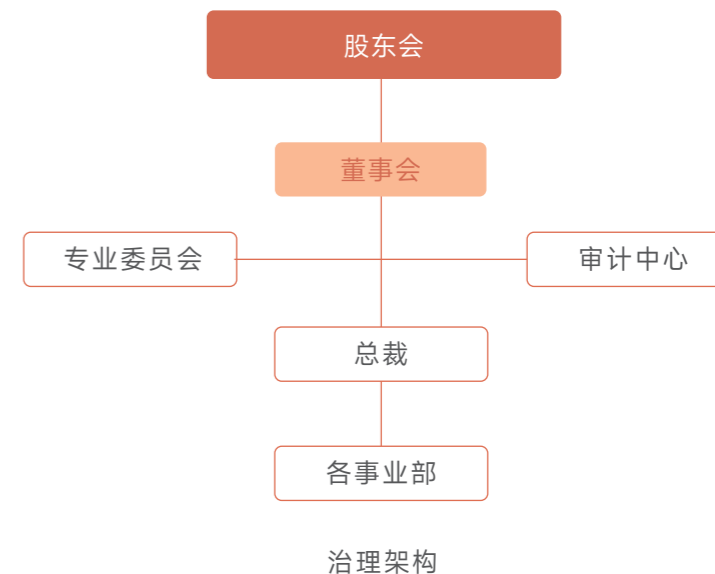 股东会
董事会
专业委员会
审计中心
总裁
各事业部
治理架构